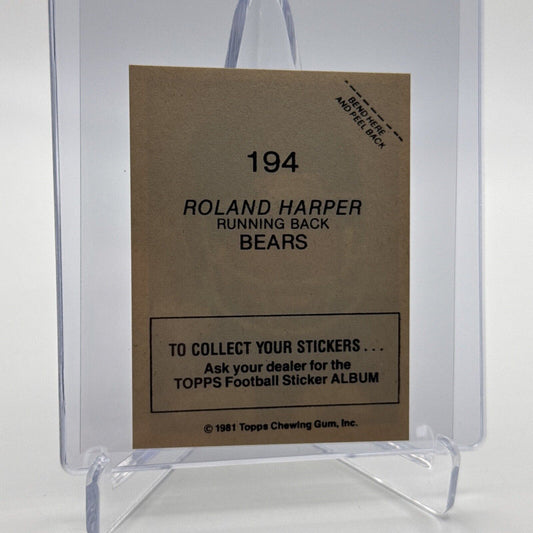 BEND HERE
AND PEEL BACK
194
ROLAND HARPER
RUNNING BACK
BEARS
TO COLLECT YOUR STICKERS...
Ask your dealer for the
TOPPS Football Sticker ALBUM
© 1981 Topps Chewing Gum, Inc.